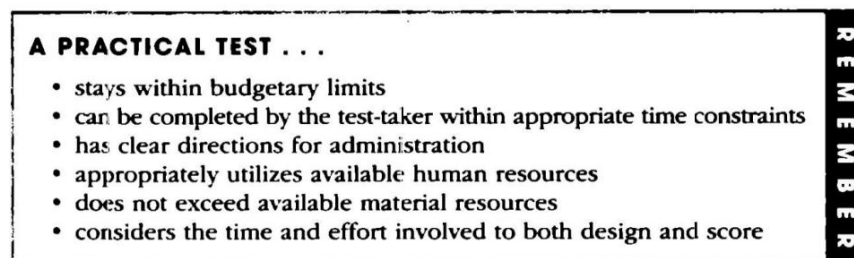 A PRACTICAL TEST . . .
• stays within budgetary limits
• can be completed by the test-taker within appropriate time constraints
• has clear directions for administration
• appropriately utilizes available human resources
• does not exceed available material resources
• considers the time and effort involved to both design and score
REMEMBER